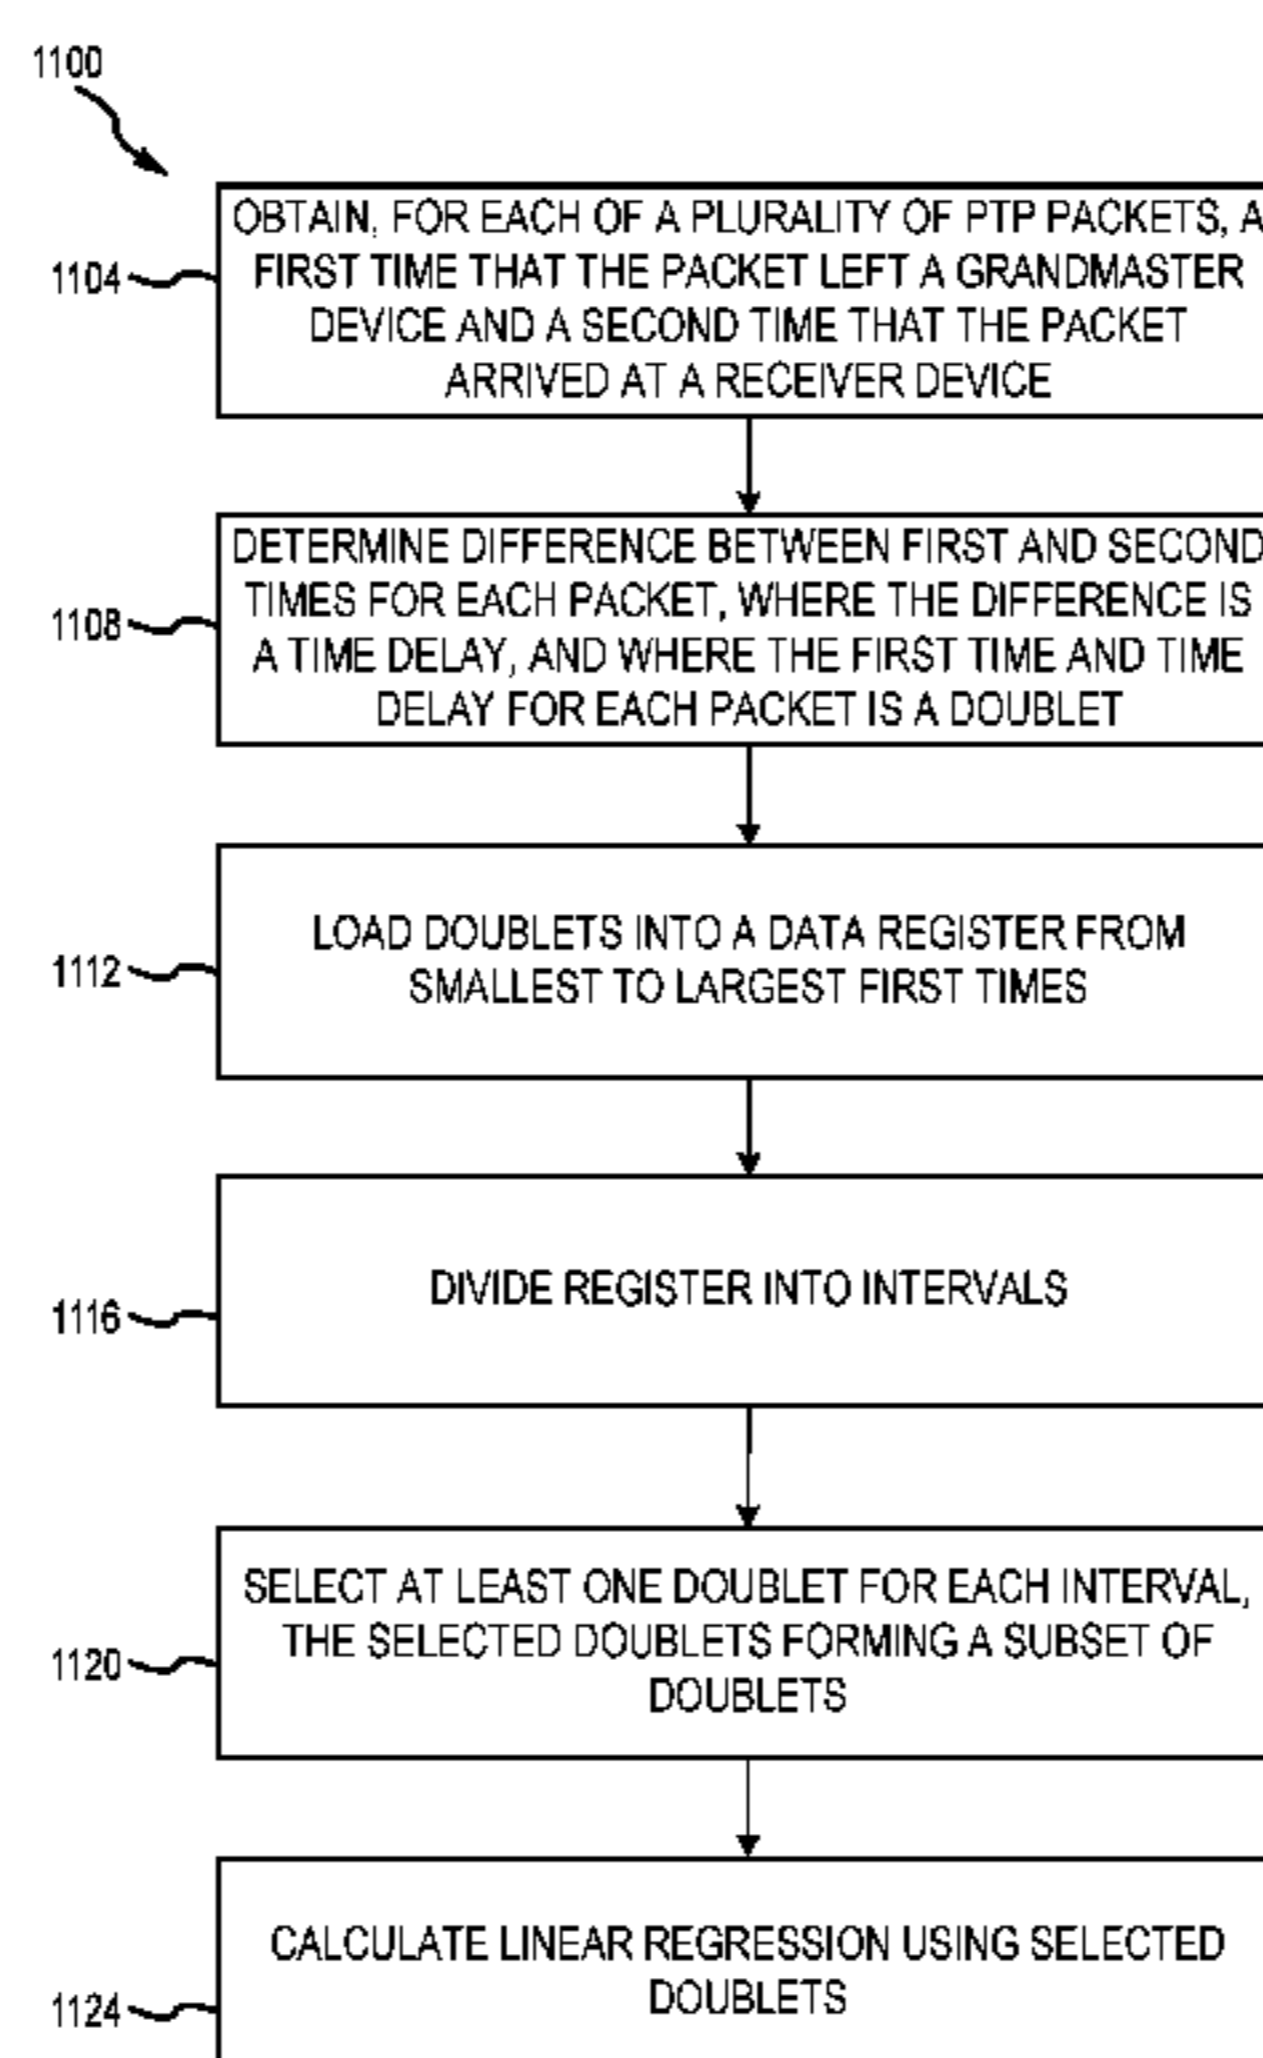 1100
OBTAIN, FOR EACH OF A PLURALITY OF PTP PACKETS, A
FIRST TIME THAT THE PACKET LEFT A GRANDMASTER
DEVICE AND A SECOND TIME THAT THE PACKET
ARRIVED AT A RECEIVER DEVICE
1104
DETERMINE DIFFERENCE BETWEEN FIRST AND SECOND
TIMES FOR EACH PACKET, WHERE THE DIFFERENCE IS
A TIME DELAY, AND WHERE THE FIRST TIME AND TIME
DELAY FOR EACH PACKET IS A DOUBLET
1108
LOAD DOUBLETS INTO A DATA REGISTER FROM
SMALLEST TO LARGEST FIRST TIMES
1112
DIVIDE REGISTER INTO INTERVALS
1116
SELECT AT LEAST ONE DOUBLET FOR EACH INTERVAL,
THE SELECTED DOUBLETS FORMING A SUBSET OF
DOUBLETS
1120
CALCULATE LINEAR REGRESSION USING SELECTED
DOUBLETS
1124